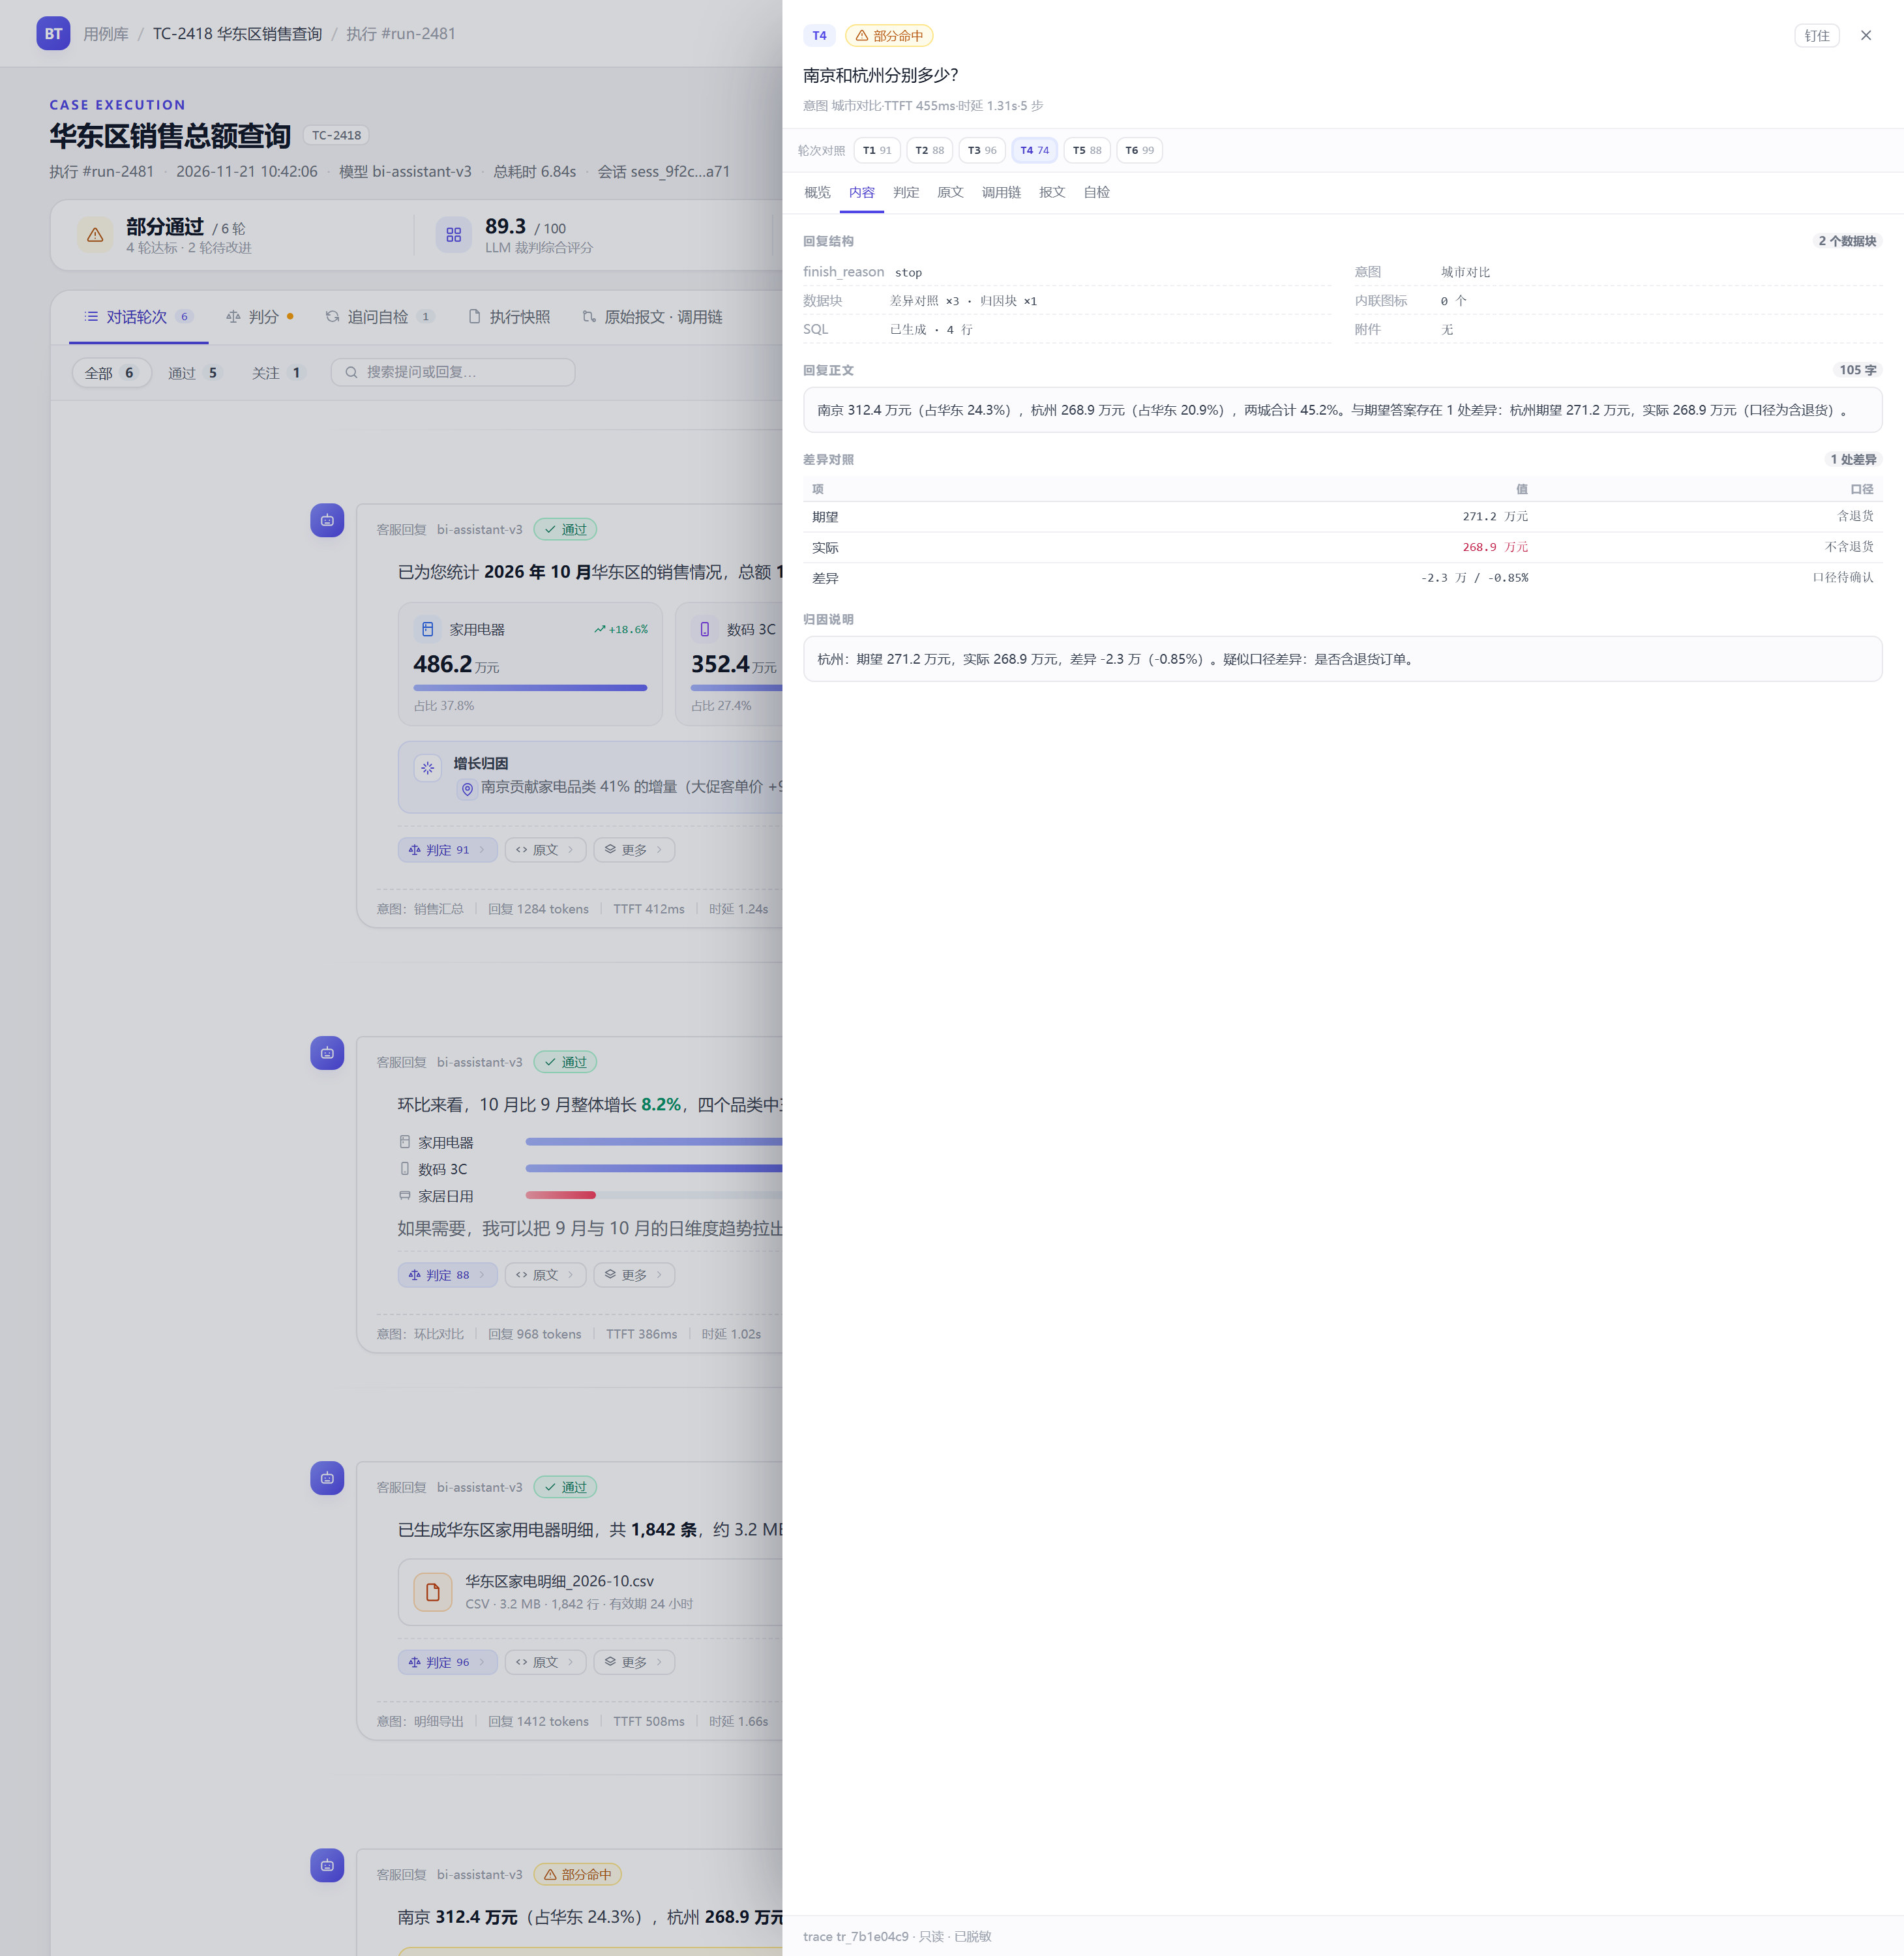 BT 用例库 / TC-2418 华东区销售查询 / 执行 #run-2481
CASE EXECUTION
华东区销售总额查询 TC-2418
执行 #run-2481 · 2026-11-21 10:42:06 · 模型 bi-assistant-v3 · 总耗时 6.84s · 会话 sess_9f2c…a71
部分通过 / 6 轮
4 轮达标 · 2 轮待改进
89.3 / 100
LLM 裁判综合评分
对话轮次 6 判分 追问自检 1 执行快照 原始报文 · 调用链
全部 6 通过 5 关注 1 搜索提问或回复…
客服回复 bi-assistant-v3 通过
已为您统计 2026 年 10 月华东区的销售情况，总额 1
家用电器 +18.6%
486.2 万元
占比 37.8%
数码 3C
352.4 万元
占比 27.4%
增长归因
南京贡献家电品类 41% 的增量（大促客单价 +9
判定 91 原文 更多
意图：销售汇总 回复 1284 tokens TTFT 412ms 时延 1.24s
客服回复 bi-assistant-v3 通过
环比来看，10 月比 9 月整体增长 8.2%，四个品类中
家用电器
数码 3C
家居日用
如果需要，我可以把 9 月与 10 月的日维度趋势拉出
判定 88 原文 更多
意图：环比对比 回复 968 tokens TTFT 386ms 时延 1.02s
客服回复 bi-assistant-v3 通过
已生成华东区家用电器明细，共 1,842 条，约 3.2 MB
华东区家电明细_2026-10.csv
CSV · 3.2 MB · 1,842 行 · 有效期 24 小时
判定 96 原文 更多
意图：明细导出 回复 1412 tokens TTFT 508ms 时延 1.66s
客服回复 bi-assistant-v3 部分命中
南京 312.4 万元（占华东 24.3%），杭州 268.9 万元
T4 部分命中 钉住
南京和杭州分别多少？
意图 城市对比·TTFT 455ms·时延 1.31s·5 步
轮次对照 T1 91 T2 88 T3 96 T4 74 T5 88 T6 99
概览 内容 判定 原文 调用链 报文 自检
回复结构 2 个数据块
finish_reason stop 意图 城市对比
数据块 差异对照 ×3 · 归因块 ×1 内联图标 0 个
SQL 已生成 · 4 行 附件 无
回复正文 105 字
南京 312.4 万元（占华东 24.3%），杭州 268.9 万元（占华东 20.9%），两城合计 45.2%。与期望答案存在 1 处差异：杭州期望 271.2 万元，实际 268.9 万元（口径为含退货）。
差异对照 1 处差异
项 值 口径
期望 271.2 万元 含退货
实际 268.9 万元 不含退货
差异 -2.3 万 / -0.85% 口径待确认
归因说明
杭州：期望 271.2 万元，实际 268.9 万元，差异 -2.3 万（-0.85%）。疑似口径差异：是否含退货订单。
trace tr_7b1e04c9 · 只读 · 已脱敏